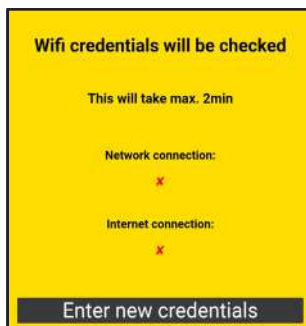 Wifi credentials will be checked
This will take max. 2min
Network connection:
✘
Internet connection:
✘
Enter new credentials